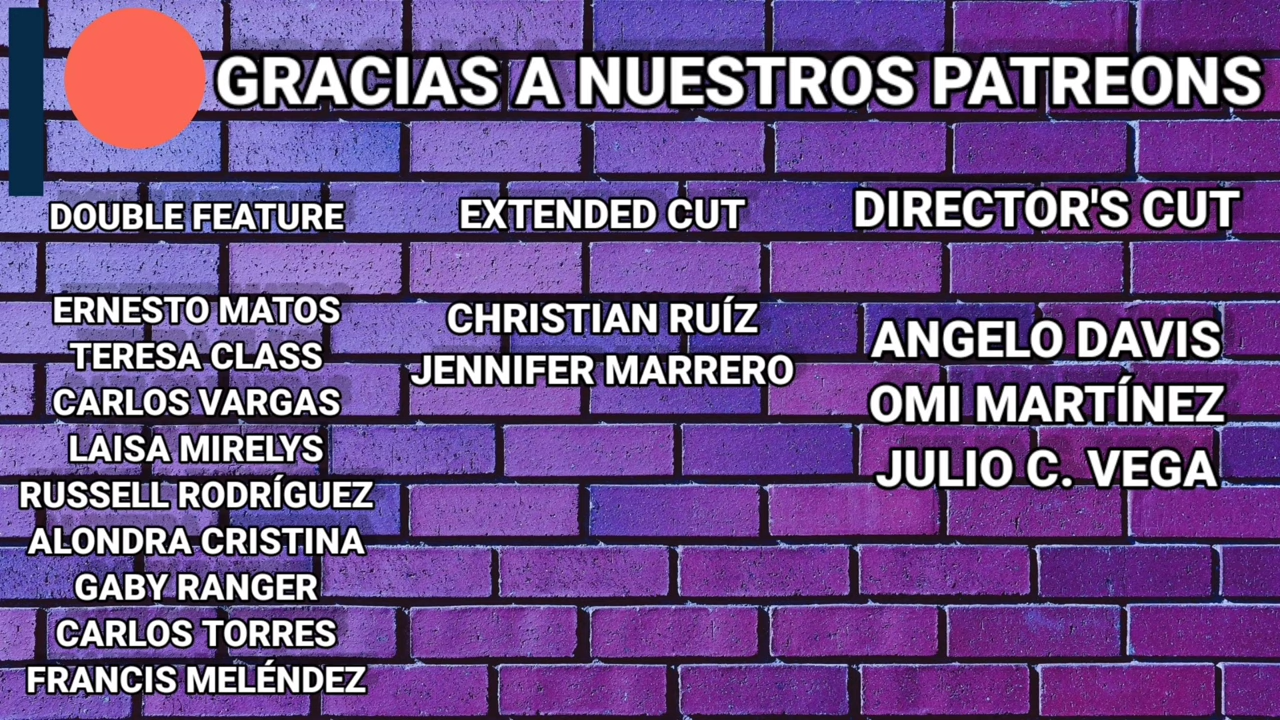 GRACIAS A NUESTROS PATREONS
DOUBLE FEATURE
ERNESTO MATOS
TERESA CLASS
CARLOS VARGAS
LAISA MIRELYS
RUSSELL RODRÍGUEZ
ALONDRA CRISTINA
GABY RANGER
CARLOS TORRES
FRANCIS MELÉNDEZ
EXTENDED CUT
CHRISTIAN RUÍZ
JENNIFER MARRERO
DIRECTOR'S CUT
ANGELO DAVIS
OMI MARTÍNEZ
JULIO C. VEGA